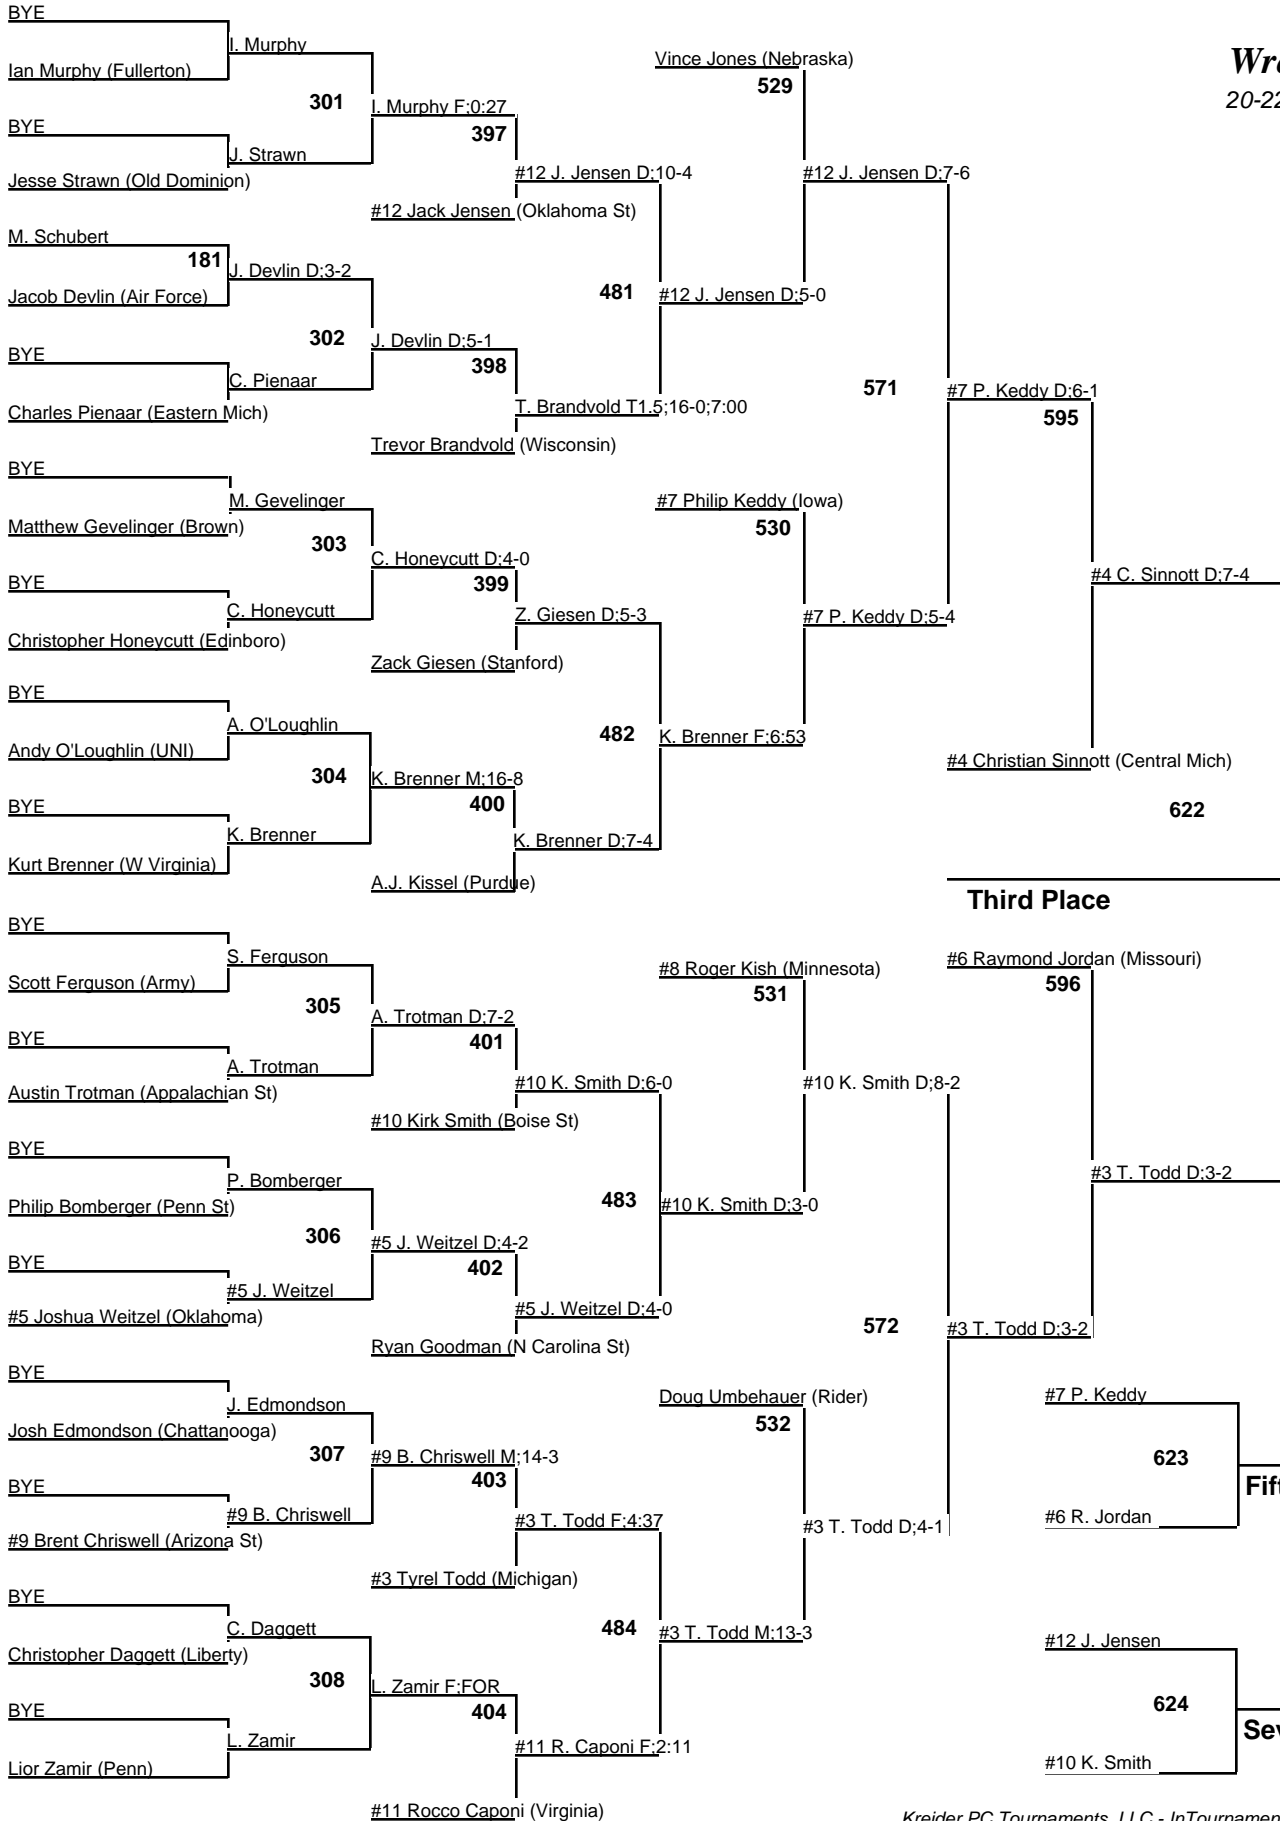 BYE
I. Murphy
Ian Murphy (Fullerton)
301
I. Murphy F;0:27
397
BYE
J. Strawn
Jesse Strawn (Old Dominion)
#12 J. Jensen D;10-4
#12 Jack Jensen (Oklahoma St)
M. Schubert
181
J. Devlin D;3-2
Jacob Devlin (Air Force)
302
J. Devlin D;5-1
398
BYE
C. Pienaar
Charles Pienaar (Eastern Mich)
T. Brandvold T1.5;16-0;7:00
Trevor Brandvold (Wisconsin)
481
#12 J. Jensen D;5-0
Vince Jones (Nebraska)
529
#12 J. Jensen D;7-6
BYE
M. Gevelinger
Matthew Gevelinger (Brown)
303
C. Honeycutt D;4-0
399
BYE
C. Honeycutt
Christopher Honeycutt (Edinboro)
Z. Giesen D;5-3
Zack Giesen (Stanford)
BYE
A. O'Loughlin
Andy O'Loughlin (UNI)
304
K. Brenner M;16-8
400
BYE
K. Brenner
Kurt Brenner (W Virginia)
K. Brenner D;7-4
A.J. Kissel (Purdue)
482
K. Brenner F;6:53
#7 Philip Keddy (Iowa)
530
#7 P. Keddy D;5-4
571
#7 P. Keddy D;6-1
595
#4 C. Sinnott D;7-4
#4 Christian Sinnott (Central Mich)
622
Third Place
BYE
S. Ferguson
Scott Ferguson (Army)
305
A. Trotman D;7-2
401
BYE
A. Trotman
Austin Trotman (Appalachian St)
#10 K. Smith D;6-0
#10 Kirk Smith (Boise St)
BYE
P. Bomberger
Philip Bomberger (Penn St)
306
#5 J. Weitzel D;4-2
402
BYE
#5 J. Weitzel
#5 Joshua Weitzel (Oklahoma)
#5 J. Weitzel D;4-0
Ryan Goodman (N Carolina St)
483
#10 K. Smith D;3-0
#8 Roger Kish (Minnesota)
531
#10 K. Smith D;8-2
BYE
J. Edmondson
Josh Edmondson (Chattanooga)
307
#9 B. Chriswell M;14-3
403
BYE
#9 B. Chriswell
#9 Brent Chriswell (Arizona St)
#3 T. Todd F;4:37
#3 Tyrel Todd (Michigan)
BYE
C. Daggett
Christopher Daggett (Liberty)
308
L. Zamir F;FOR
404
BYE
L. Zamir
Lior Zamir (Penn)
#11 R. Caponi F;2:11
#11 Rocco Caponi (Virginia)
484
#3 T. Todd M;13-3
Doug Umbehauer (Rider)
532
#3 T. Todd D;4-1
572
#3 T. Todd D;3-2
#6 Raymond Jordan (Missouri)
596
#3 T. Todd D;3-2
#7 P. Keddy
623
Fift
#6 R. Jordan
#12 J. Jensen
624
Sev
#10 K. Smith
Wre
20-22
Kreider PC Tournaments, LLC - InTournamen